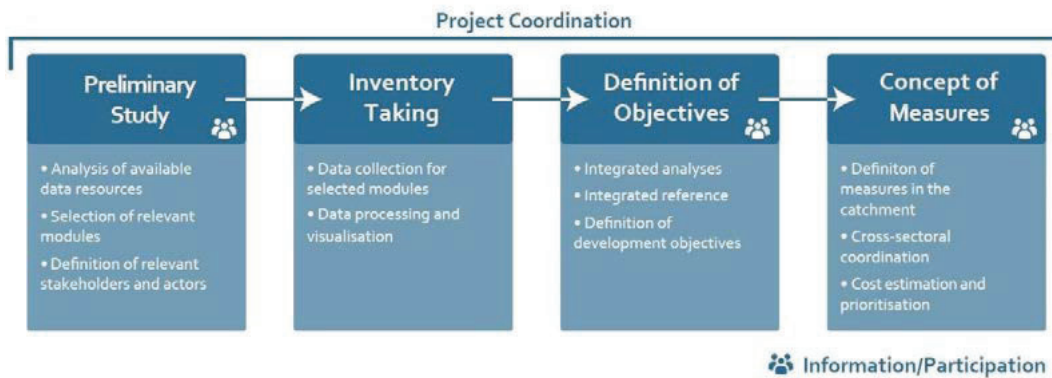 Project Coordination
Preliminary
Study
• Analysis of available
data resources
• Selection of relevant
modules
• Definition of relevant
stakeholders and actors
Inventory
Taking
• Data collection for
selected modules
• Data processing and
visualisation
Definition of
Objectives
• Integrated analyses
• Integrated reference
• Definition of
development objectives
Concept of
Measures
• Definiton of
measures in the
catchment
• Cross-sectoral
coordination
• Cost estimation and
prioritisation
Information/Participation